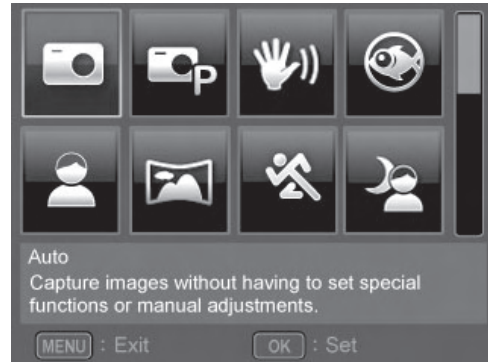 P
Auto
Capture images without having to set special
functions or manual adjustments.
MENU : Exit OK : Set